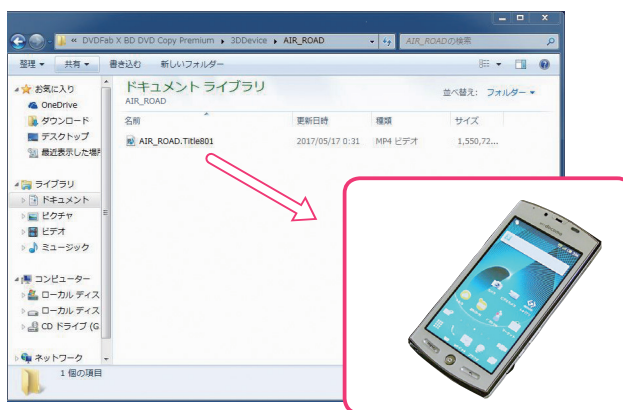 « DVDFab X BD DVD Copy Premium ▸ 3DDevice ▸ AIR_ROAD
AIR_ROADの検索
整理 ▼ 共有 ▼ 書き込む 新しいフォルダー
お気に入り
OneDrive
ダウンロード
デスクトップ
最近表示した場所
ライブラリ
ドキュメント
ピクチャ
ビデオ
ミュージック
コンピューター
ローカル ディス
ローカル ディス
CD ドライブ (G
ネットワーク
ドキュメント ライブラリ
AIR_ROAD
並べ替え: フォルダー ▼
名前 更新日時 種類 サイズ
AIR_ROAD.Title801 2017/05/17 0:31 MP4 ビデオ 1,550,72...
1 個の項目
docomo